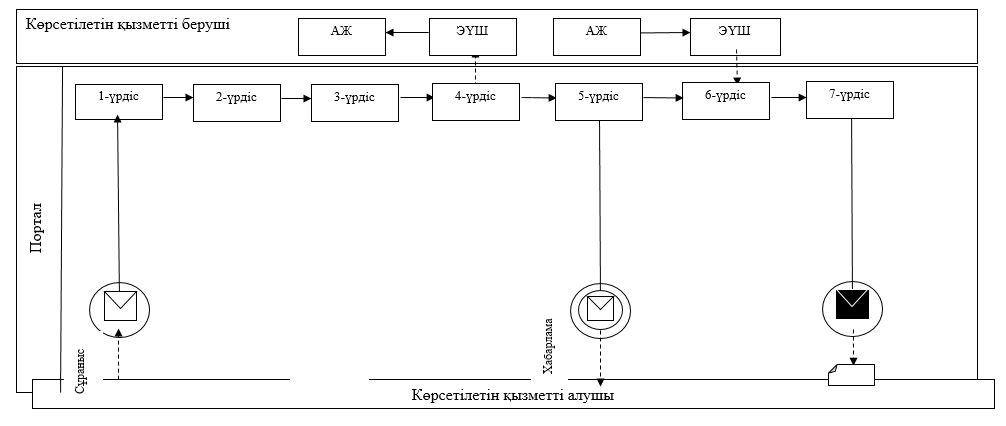 Көрсетілетін қызметті беруші
АЖ
ЭҮШ
АЖ
ЭҮШ
1-үрдіс
2-үрдіс
3-үрдіс
4-үрдіс
5-үрдіс
6-үрдіс
7-үрдіс
Портал
Сұраныс
Хабарлама
Көрсетілетін қызметті алушы